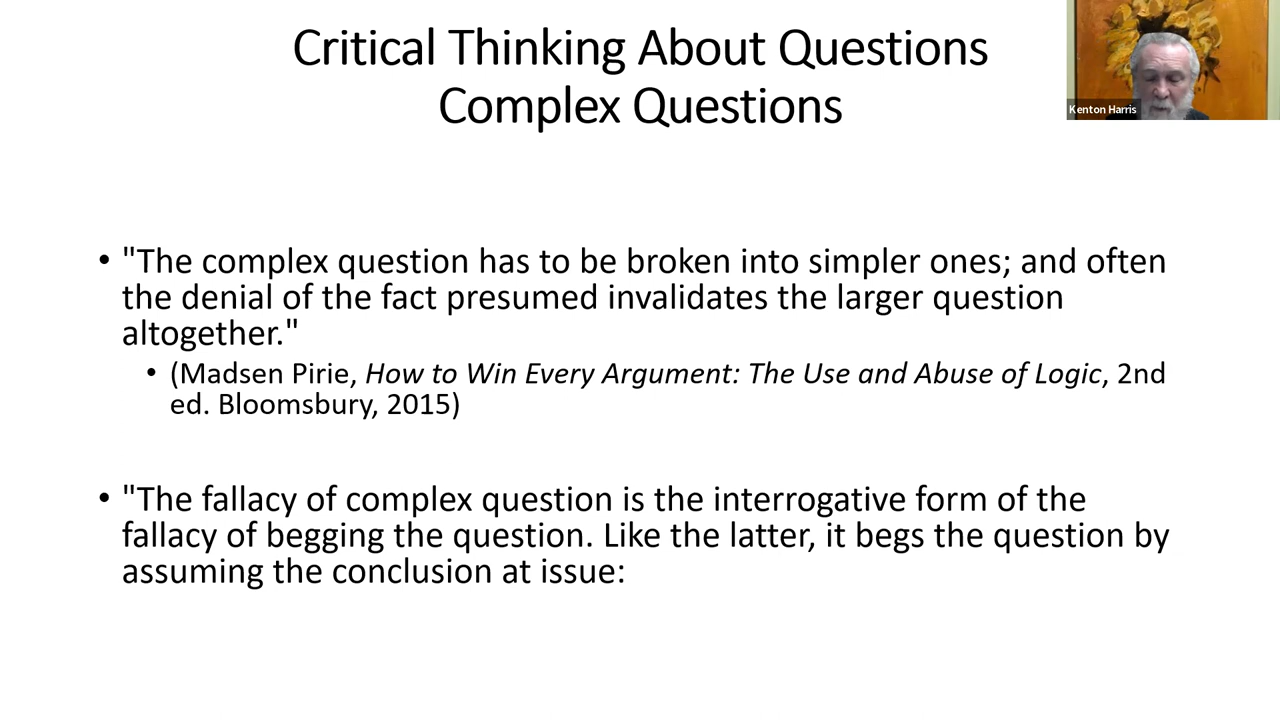 Critical Thinking About Questions
Complex Questions
Kenton Harris
• "The complex question has to be broken into simpler ones; and often
the denial of the fact presumed invalidates the larger question
altogether."
• (Madsen Pirie, How to Win Every Argument: The Use and Abuse of Logic, 2nd
ed. Bloomsbury, 2015)
• "The fallacy of complex question is the interrogative form of the
fallacy of begging the question. Like the latter, it begs the question by
assuming the conclusion at issue: